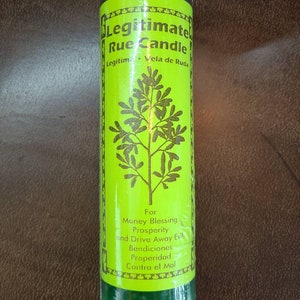 Legitimate
Rue Candle
Legitima • Vela de Ruda
For
Money Blessing
Prosperity
and Drive Away Evil
Bendiciones
Properidad
Contra el Mal